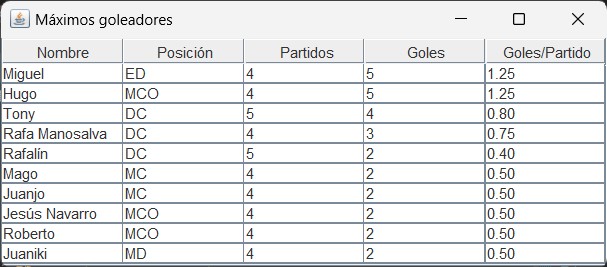 Máximos goleadores
Nombre Posición Partidos Goles Goles/Partido
Miguel ED 4 5 1.25
Hugo MCO 4 5 1.25
Tony DC 5 4 0.80
Rafa Manosalva DC 4 3 0.75
Rafalín DC 5 2 0.40
Mago MC 4 2 0.50
Juanjo MC 4 2 0.50
Jesús Navarro MCO 4 2 0.50
Roberto MCO 4 2 0.50
Juaniki MD 4 2 0.50